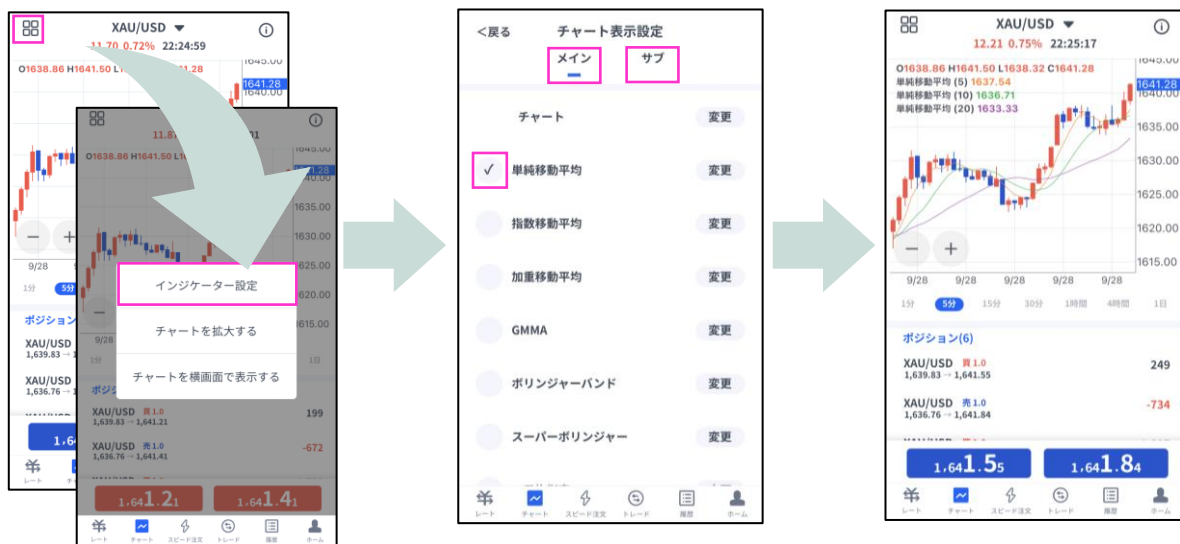 XAU/USD ▼
11.70 0.72% 22:24:59
1645.00
1641.28
1640.00
9/28
1分
5分
ポジション
XAU/USD
1,639.83 →
XAU/USD
1,636.76 →
レート
O1638.86 H1641.50
1635.00
1630.00
1625.00
1620.00
1615.00
9/28
1分
1日
インジケーター設定
チャートを拡大する
チャートを横画面で表示する
XAU/USD 買 1.0
199
1,639.83 → 1,641.21
XAU/USD 売 1.0
-672
1,636.76 → 1,641.41
1,641.21
1,641.41
レート チャート スピード注文 トレード 履歴 ホーム
<戻る チャート表示設定
メイン サブ
チャート 変更
✓ 単純移動平均 変更
指数移動平均 変更
加重移動平均 変更
GMMA 変更
ボリンジャーバンド 変更
スーパーボリンジャー 変更
レート チャート スピード注文 トレード 履歴 ホーム
XAU/USD ▼
12.21 0.75% 22:25:17
O1638.86 H1641.50 L1638.32 C1641.28
単純移動平均 (5) 1637.54
単純移動平均 (10) 1636.71
単純移動平均 (20) 1633.33
1645.00
1641.28
1640.00
1635.00
1630.00
1625.00
1620.00
1615.00
9/28 9/28 9/28 9/28 9/28
1分 5分 15分 30分 1時間 4時間 1日
ポジション(6)
XAU/USD 買 1.0
249
1,639.83 → 1,641.55
XAU/USD 売 1.0
-734
1,636.76 → 1,641.84
1,641.55
1,641.84
レート チャート スピード注文 トレード 履歴 ホーム